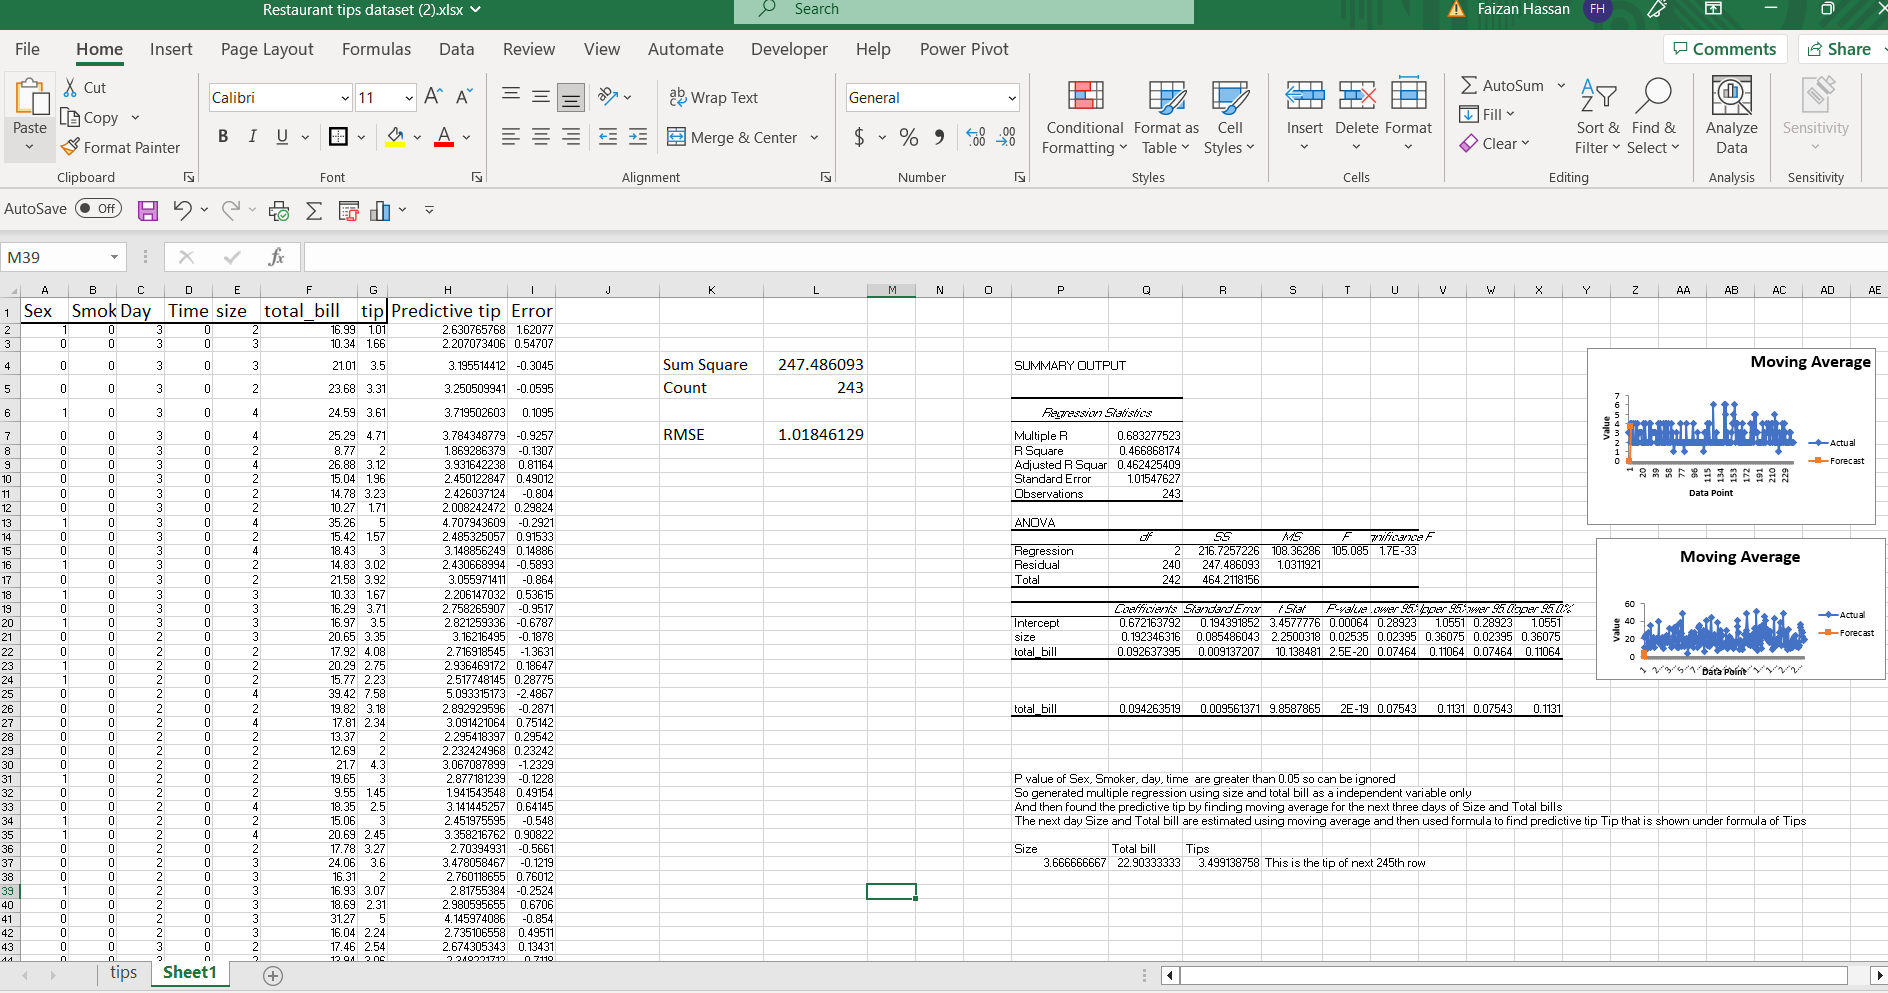 Restaurant tips dataset (2).xlsx
Search
Faizan Hassan
FH
File Home Insert Page Layout Formulas Data Review View Automate Developer Help Power Pivot
Comments Share
Paste Cut Copy Format Painter
Calibri 11
B I U
Wrap Text
Merge & Center
General
$ %
Conditional Formatting Format as Table Cell Styles
Insert Delete Format
AutoSum Fill Clear
Sort & Filter Find & Select
Analyze Data
Sensitivity
Clipboard Font Alignment Number Styles Cells Editing Analysis Sensitivity
AutoSave Off
M39 fx
A B C D E F G H I J K L M N O P Q R S T U V W X Y Z AA AB AC AD AE
1 Sex Smok Day Time size total_bill tip Predictive tip Error
2 1 0 3 0 2 16.99 1.01 2.630765768 1.62077
3 0 0 3 0 3 10.34 1.66 2.207073406 0.54707
4 0 0 3 0 3 21.01 3.5 3.195514412 -0.3045
5 0 0 3 0 2 23.68 3.31 3.250509941 -0.0595
6 1 0 3 0 4 24.59 3.61 3.719502603 0.1095
7 0 0 3 0 4 25.29 4.71 3.784348779 -0.9257
8 0 0 3 0 2 8.77 2 1.869286379 -0.1307
9 0 0 3 0 4 26.88 3.12 3.931642238 0.81164
10 0 0 3 0 2 15.04 1.96 2.450122847 0.49012
11 0 0 3 0 2 14.78 3.23 2.426037124 -0.804
12 0 0 3 0 2 10.27 1.71 2.008242472 0.29824
13 1 0 3 0 4 35.26 5 4.707943609 -0.2921
14 0 0 3 0 2 15.42 1.57 2.485325057 0.91533
15 0 0 3 0 4 18.43 3 3.148856249 0.14886
16 1 0 3 0 2 14.83 3.02 2.430668994 -0.5893
17 0 0 3 0 2 21.58 3.92 3.055971411 -0.864
18 1 0 3 0 3 10.33 1.67 2.206147032 0.53615
19 0 0 3 0 3 16.29 3.71 2.758265907 -0.9517
20 1 0 3 0 3 16.97 3.5 2.821259336 -0.6787
21 0 0 2 0 3 20.65 3.35 3.16216495 -0.1878
22 0 0 2 0 2 17.92 4.08 2.716918545 -1.3631
23 1 0 2 0 2 20.29 2.75 2.936469172 0.18647
24 1 0 2 0 2 15.77 2.23 2.517748145 0.28775
25 0 0 2 0 4 39.42 7.58 5.093315173 -2.4867
26 0 0 2 0 2 19.82 3.18 2.892929596 -0.2871
27 0 0 2 0 4 17.81 2.34 3.091421064 0.75142
28 0 0 2 0 2 13.37 2 2.295418397 0.29542
29 0 0 2 0 2 12.69 2 2.232424968 0.23242
30 0 0 2 0 2 21.7 4.3 3.067087899 -1.2329
31 1 0 2 0 2 19.65 3 2.877181239 -0.1228
32 0 0 2 0 2 9.55 1.45 1.941543548 0.49154
33 0 0 2 0 4 18.35 2.5 3.141445257 0.64145
34 1 0 2 0 2 15.06 3 2.451975595 -0.548
35 1 0 2 0 4 20.69 2.45 3.358216762 0.90822
36 0 0 2 0 2 17.78 3.27 2.70394931 -0.5661
37 0 0 2 0 3 24.06 3.6 3.478058467 -0.1219
38 0 0 2 0 3 16.31 2 2.760118655 0.76012
39 1 0 2 0 3 16.93 3.07 2.81755384 -0.2524
40 0 0 2 0 3 18.69 2.31 2.980595655 0.6706
41 0 0 2 0 3 31.27 5 4.145974086 -0.854
42 0 0 2 0 3 16.04 2.24 2.735106558 0.49511
43 0 0 3 0 2 17.46 2.54 2.674305343 0.13431
Sum Square 247.486093
Count 243
RMSE 1.01846129
SUMMARY OUTPUT
Regression Statistics
Multiple R 0.683277523
R Square 0.466868174
Adjusted R Squar 0.462425409
Standard Error 1.01547627
Observations 243
ANOVA
df SS MS F gnificance F
Regression 2 216.7257226 108.36286 105.085 1.7E-33
Residual 240 247.486093 1.0311921
Total 242 464.2118156
Coefficients Standard Error t Stat P-value
Intercept 0.672163792 0.194391852 3.4577776 0.00064 0.28923 1.0551 0.28923 1.0551
size 0.192346316 0.085486043 2.2500318 0.02535 0.02395 0.36075 0.02395 0.36075
total_bill 0.092637395 0.009137207 10.138481 2.5E-20 0.07464 0.11064 0.07464 0.11064
total_bill 0.094263519 0.009561371 9.8587865 2E-19 0.07543 0.1131 0.07543 0.1131
P value of Sex, Smoker, day, time are greater than 0.05 so can be ignored
So generated multiple regression using size and total bill as a independent variable only
And then found the predictive tip by finding moving average for the next three days of Size and Total bills
The next day Size and Total bill are estimated using moving average and then used formula to find predictive tip Tip that is shown under formula of Tips
Size Total bill Tips
3.666666667 22.90333333 3.499138758 This is the tip of next 245th row
Moving Average
Value
7
6
5
4
3
2
1
0
1 20 39 58 77 96 115 134 153 172 191 210 229
Data Point
Actual
Forecast
Moving Average
Value
60
40
20
0
Data Point
Actual
Forecast
tips Sheet1